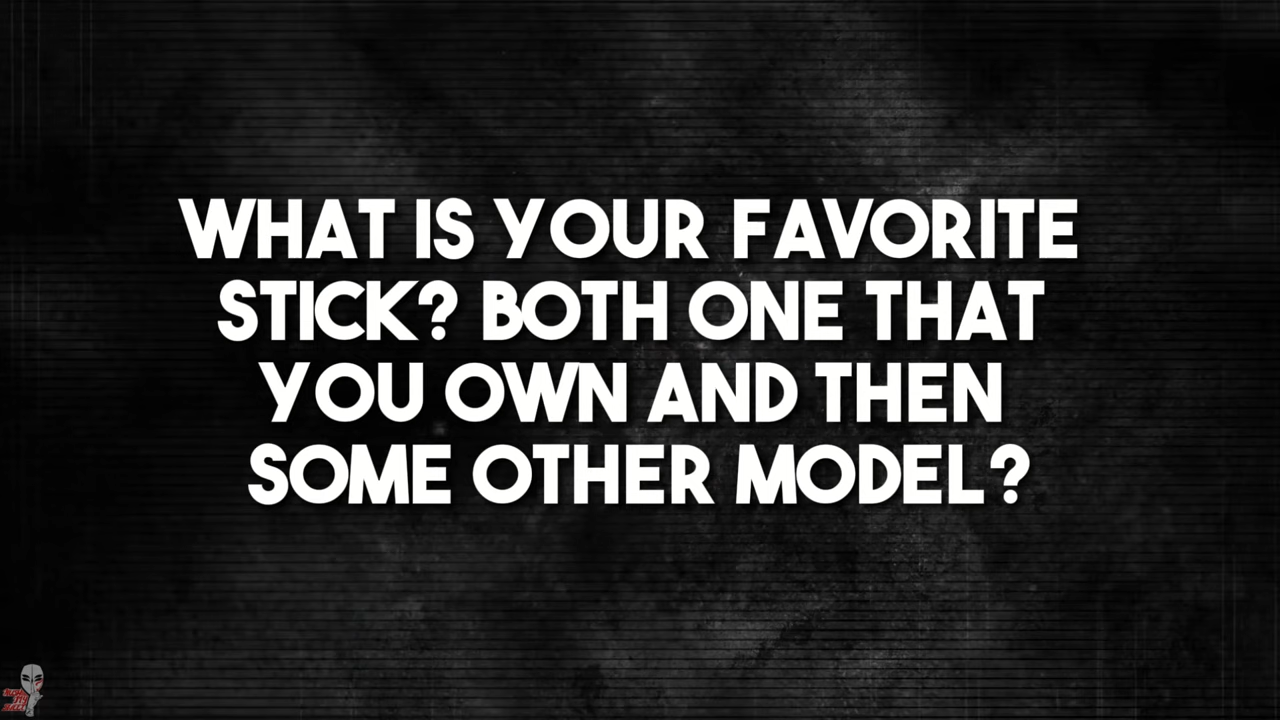 WHAT IS YOUR FAVORITE
STICK? BOTH ONE THAT
YOU OWN AND THEN
SOME OTHER MODEL?